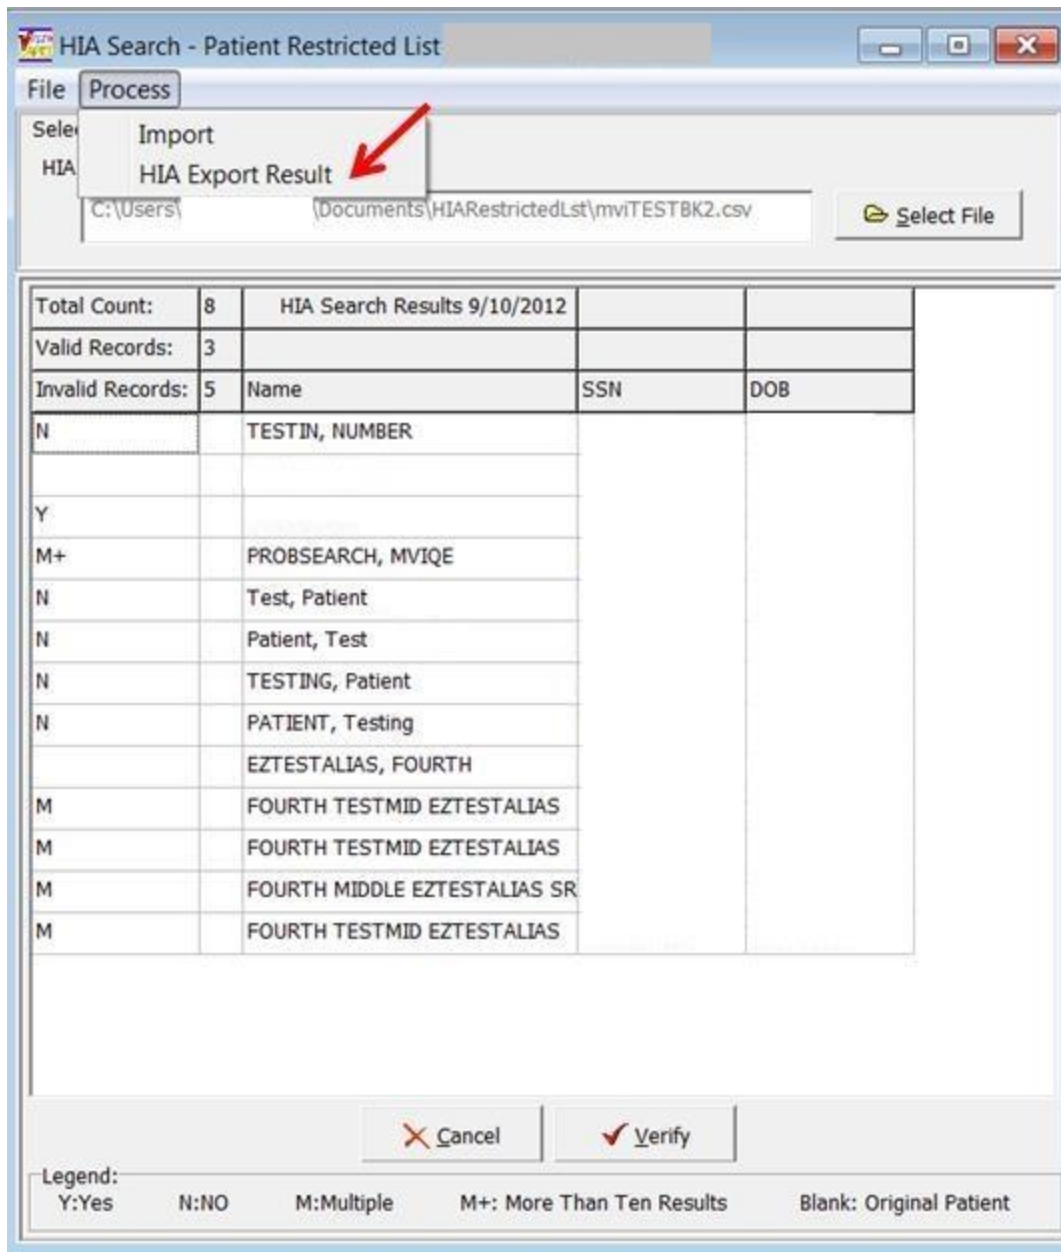 HIA Search - Patient Restricted List
File Process
Import
HIA Export Result
HIA
C:\Users\ \Documents\HIARestrictedLst\mviTESTBK2.csv
Select File
Total Count: 8 HIA Search Results 9/10/2012
Valid Records: 3
Invalid Records: 5 Name SSN DOB
N TESTIN, NUMBER
Y
M+ PROBSEARCH, MVIQE
N Test, Patient
N Patient, Test
N TESTING, Patient
N PATIENT, Testing
EZTESTALIAS, FOURTH
M FOURTH TESTMID EZTESTALIAS
M FOURTH TESTMID EZTESTALIAS
M FOURTH MIDDLE EZTESTALIAS SR
M FOURTH TESTMID EZTESTALIAS
Cancel Verify
Legend:
Y:Yes N:NO M:Multiple M+: More Than Ten Results Blank: Original Patient